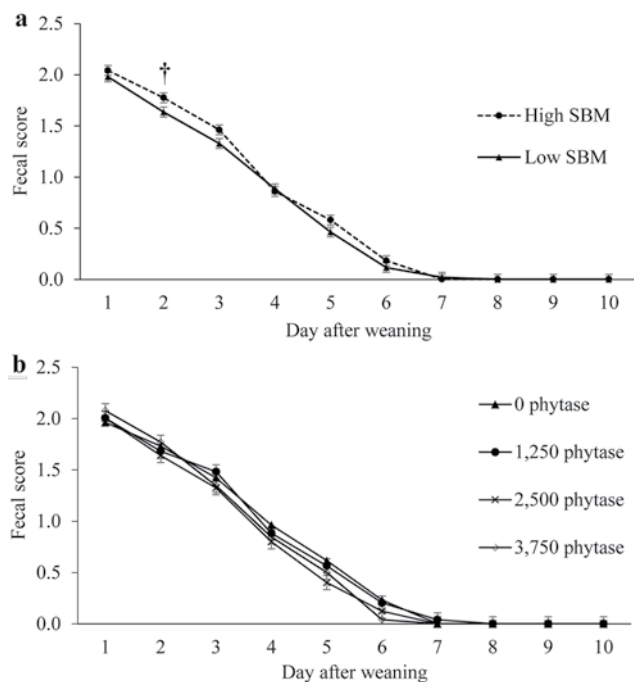 a
2.5
2.0
1.5
1.0
0.5
0.0
Fecal score
†
High SBM
Low SBM
1 2 3 4 5 6 7 8 9 10
Day after weaning
b
2.5
2.0
1.5
1.0
0.5
0.0
Fecal score
0 phytase
1,250 phytase
2,500 phytase
3,750 phytase
1 2 3 4 5 6 7 8 9 10
Day after weaning